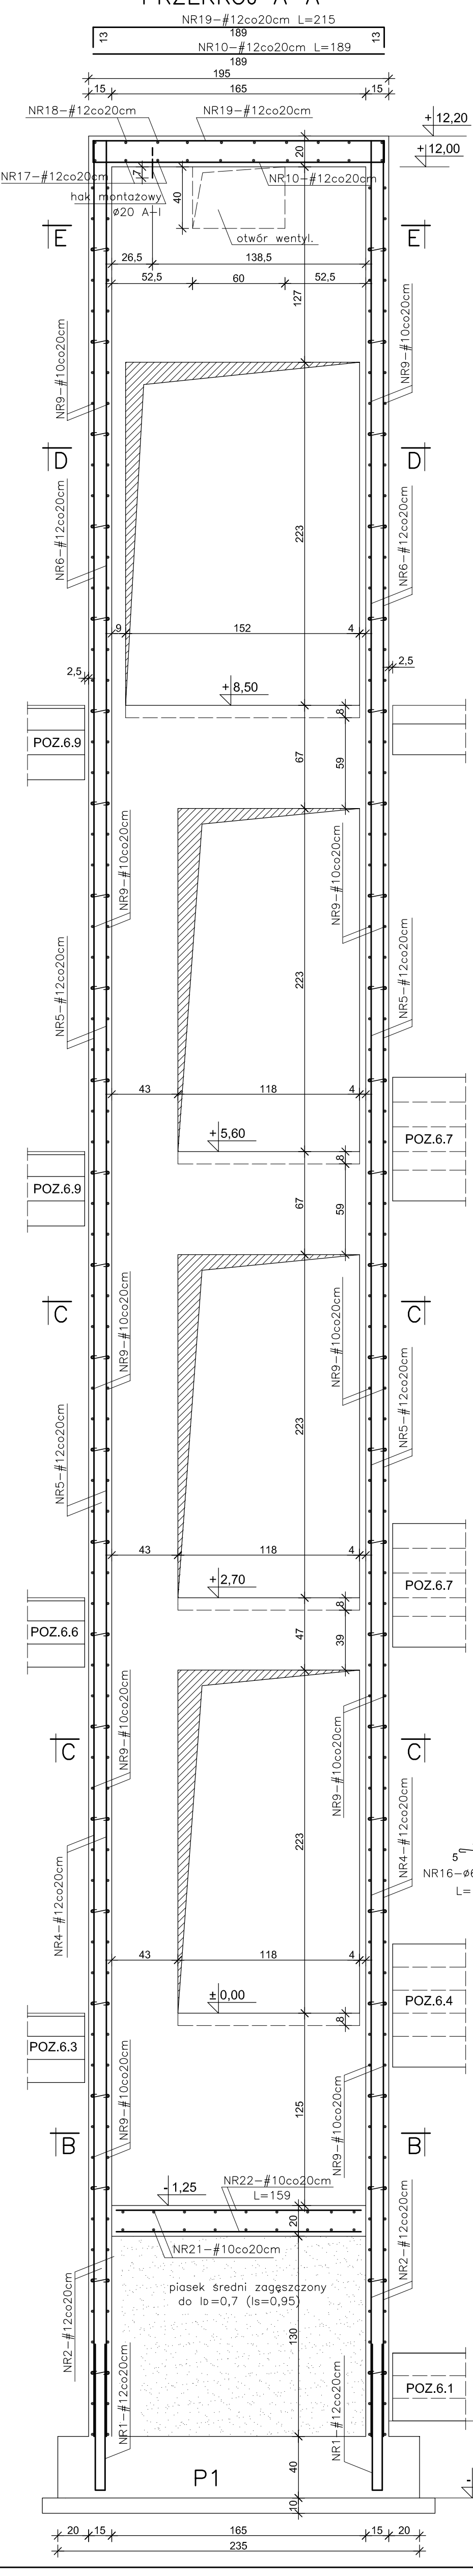 PRZEKRÓJ A-A
NR19-#12co20cm L=215
13
189
13
NR10-#12co20cm L=189
189
195
15
165
15
NR18-#12co20cm
NR19-#12co20cm
+12,20
20
+12,00
NR17-#12co20cm
7
NR10-#12co20cm
hak montażowy
ø20 A-I
40
otwór wentyl.
E
E
26,5
138,5
52,5
60
52,5
127
NR9-#10co20cm
NR9-#10co20cm
D
D
NR6-#12co20cm
223
NR6-#12co20cm
9
152
4
2,5
2,5
+8,50
8
POZ.6.9
67
59
NR9-#10co20cm
NR9-#10co20cm
NR5-#12co20cm
223
NR5-#12co20cm
43
118
4
+5,60
8
POZ.6.7
POZ.6.9
67
59
C
C
NR9-#10co20cm
NR9-#10co20cm
NR5-#12co20cm
223
NR5-#12co20cm
43
118
4
+2,70
8
POZ.6.7
POZ.6.6
47
39
NR9-#10co20cm
NR9-#10co20cm
C
C
NR4-#12co20cm
223
NR4-#12co20cm
5
NR16-ø6
L=
43
118
4
±0,00
8
POZ.6.4
POZ.6.3
NR9-#10co20cm
125
NR9-#10co20cm
B
B
-1,25
NR22-#10co20cm
L=159
20
NR21-#10co20cm
NR2-#12co20cm
NR2-#12co20cm
piasek średni zagęszczony
do ID=0,7 (Is=0,95)
130
NR1-#12co20cm
NR1-#12co20cm
POZ.6.1
P1
40
-
10
20
15
165
15
20
235